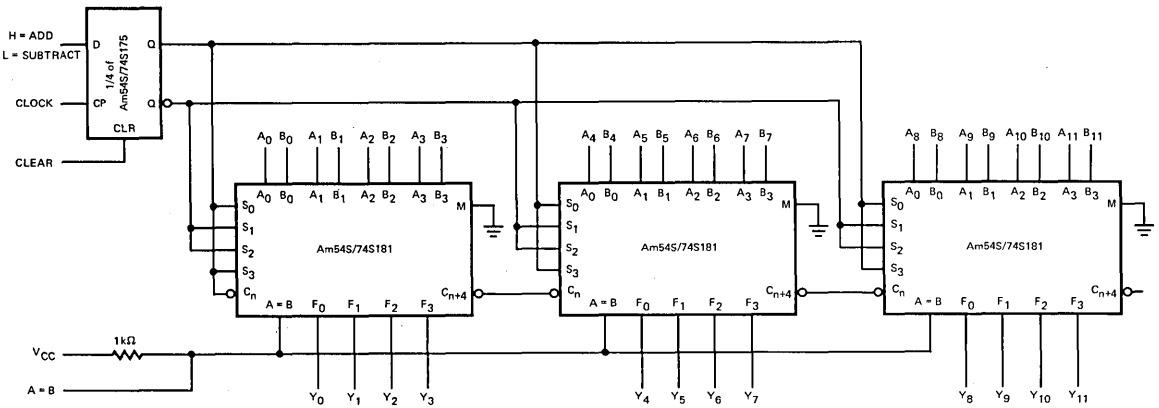 H = ADD
L = SUBTRACT
D
Q
1/4 of
Am54S/74S175
CLOCK
CP
Q
CLR
CLEAR
A0 B0 A1 B1 A2 B2 A3 B3
A4 B4 A5 B5 A6 B6 A7 B7
A8 B8 A9 B9 A10 B10 A11 B11
A0 B0 A1 B1 A2 B2 A3 B3
S0
M
S1
Am54S/74S181
S2
S3
Cn
Cn+4
A = B F0 F1 F2 F3
A0 B0 A1 B1 A2 B2 A3 B3
S0
M
S1
Am54S/74S181
S2
S3
Cn
Cn+4
A = B F0 F1 F2 F3
A0 B0 A1 B1 A2 B2 A3 B3
S0
M
S1
Am54S/74S181
S2
S3
Cn
Cn+4
A = B F0 F1 F2 F3
1kΩ
VCC
A = B
Y0 Y1 Y2 Y3
Y4 Y5 Y6 Y7
Y8 Y9 Y10 Y11